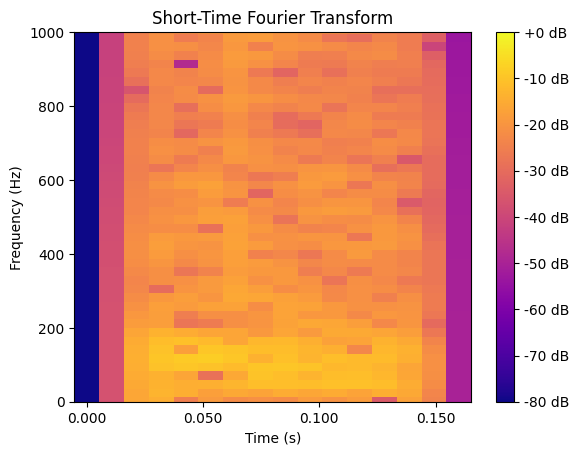 Short-Time Fourier Transform
Frequency (Hz)
1000
800
600
400
200
0
0.000
0.050
0.100
0.150
Time (s)
+0 dB
-10 dB
-20 dB
-30 dB
-40 dB
-50 dB
-60 dB
-70 dB
-80 dB